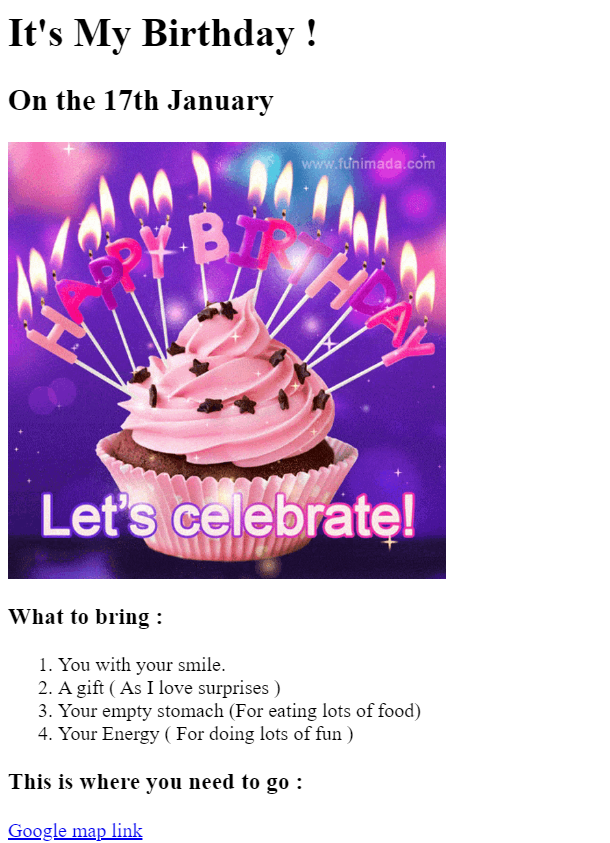 It's My Birthday !
On the 17th January
www.funimada.com
HAPPY BIRTHDAY
Let's celebrate!
What to bring :
1. You with your smile.
2. A gift ( As I love surprises )
3. Your empty stomach (For eating lots of food)
4. Your Energy ( For doing lots of fun )
This is where you need to go :
Google map link